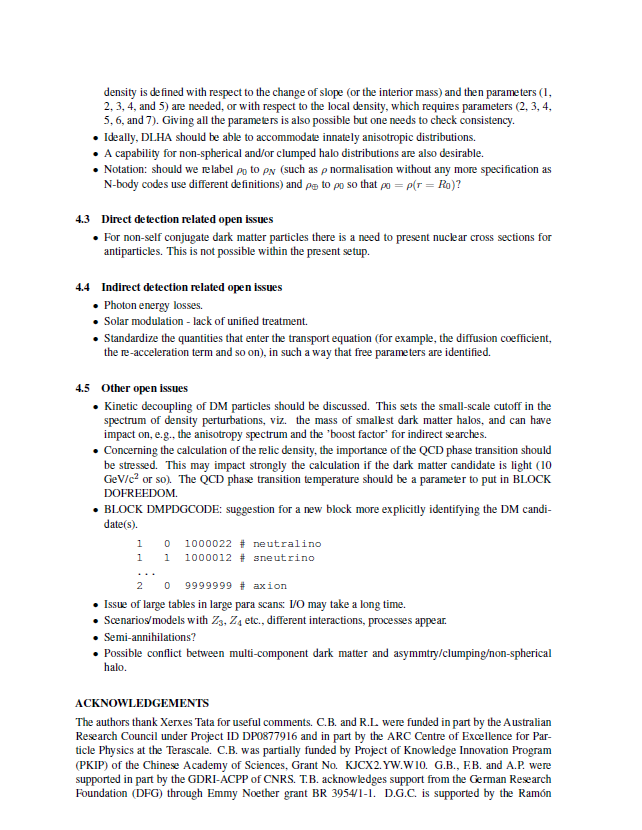 density is defined with respect to the change of slope (or the interior mass) and then parameters (1,
2, 3, 4, and 5) are needed, or with respect to the local density, which requires parameters (2, 3, 4,
5, 6, and 7). Giving all the parameters is also possible but one needs to check consistency.
• Ideally, DLHA should be able to accommodate innately anisotropic distributions.
• A capability for non-spherical and/or clumped halo distributions are also desirable.
• Notation: should we relabel ρ₀ to ρ_N (such as ρ normalisation without any more specification as
N-body codes use different definitions) and ρ_⊕ to ρ₀ so that ρ₀ = ρ(r = R₀)?
4.3 Direct detection related open issues
• For non-self conjugate dark matter particles there is a need to present nuclear cross sections for
antiparticles. This is not possible within the present setup.
4.4 Indirect detection related open issues
• Photon energy losses.
• Solar modulation - lack of unified treatment.
• Standardize the quantities that enter the transport equation (for example, the diffusion coefficient,
the re-acceleration term and so on), in such a way that free parameters are identified.
4.5 Other open issues
• Kinetic decoupling of DM particles should be discussed. This sets the small-scale cutoff in the
spectrum of density perturbations, viz. the mass of smallest dark matter halos, and can have
impact on, e.g., the anisotropy spectrum and the 'boost factor' for indirect searches.
• Concerning the calculation of the relic density, the importance of the QCD phase transition should
be stressed. This may impact strongly the calculation if the dark matter candidate is light (10
GeV/c² or so). The QCD phase transition temperature should be a parameter to put in BLOCK
DOFREEDOM.
• BLOCK DMPDGCODE: suggestion for a new block more explicitly identifying the DM candi-
date(s).
1 0 1000022 # neutralino
1 1 1000012 # sneutrino
...
2 0 9999999 # axion
• Issue of large tables in large para scans: I/O may take a long time.
• Scenarios/models with Z₃, Z₄ etc., different interactions, processes appear.
• Semi-annihilations?
• Possible conflict between multi-component dark matter and asymmtry/clumping/non-spherical
halo.
ACKNOWLEDGEMENTS
The authors thank Xerxes Tata for useful comments. C.B. and R.L. were funded in part by the Australian
Research Council under Project ID DP0877916 and in part by the ARC Centre of Excellence for Par-
ticle Physics at the Terascale. C.B. was partially funded by Project of Knowledge Innovation Program
(PKIP) of the Chinese Academy of Sciences, Grant No. KJCX2.YW.W10. G.B., F.B. and A.P. were
supported in part by the GDRI-ACPP of CNRS. T.B. acknowledges support from the German Research
Foundation (DFG) through Emmy Noether grant BR 3954/1-1. D.G.C. is supported by the Ramón